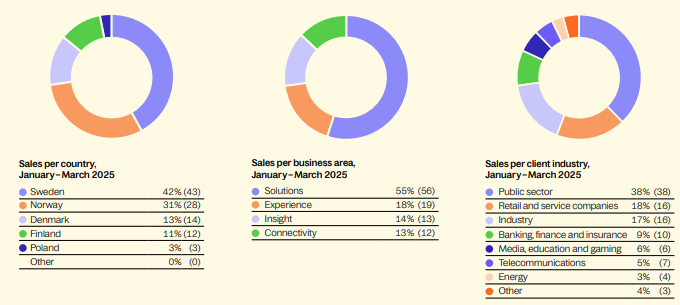 Sales per country,
January–March 2025
Sweden 42% (43)
Norway 31% (28)
Denmark 13% (14)
Finland 11% (12)
Poland 3% (3)
Other 0% (0)
Sales per business area,
January–March 2025
Solutions 55% (56)
Experience 18% (19)
Insight 14% (13)
Connectivity 13% (12)
Sales per client industry,
January–March 2025
Public sector 38% (38)
Retail and service companies 18% (16)
Industry 17% (16)
Banking, finance and insurance 9% (10)
Media, education and gaming 6% (6)
Telecommunications 5% (7)
Energy 3% (4)
Other 4% (3)